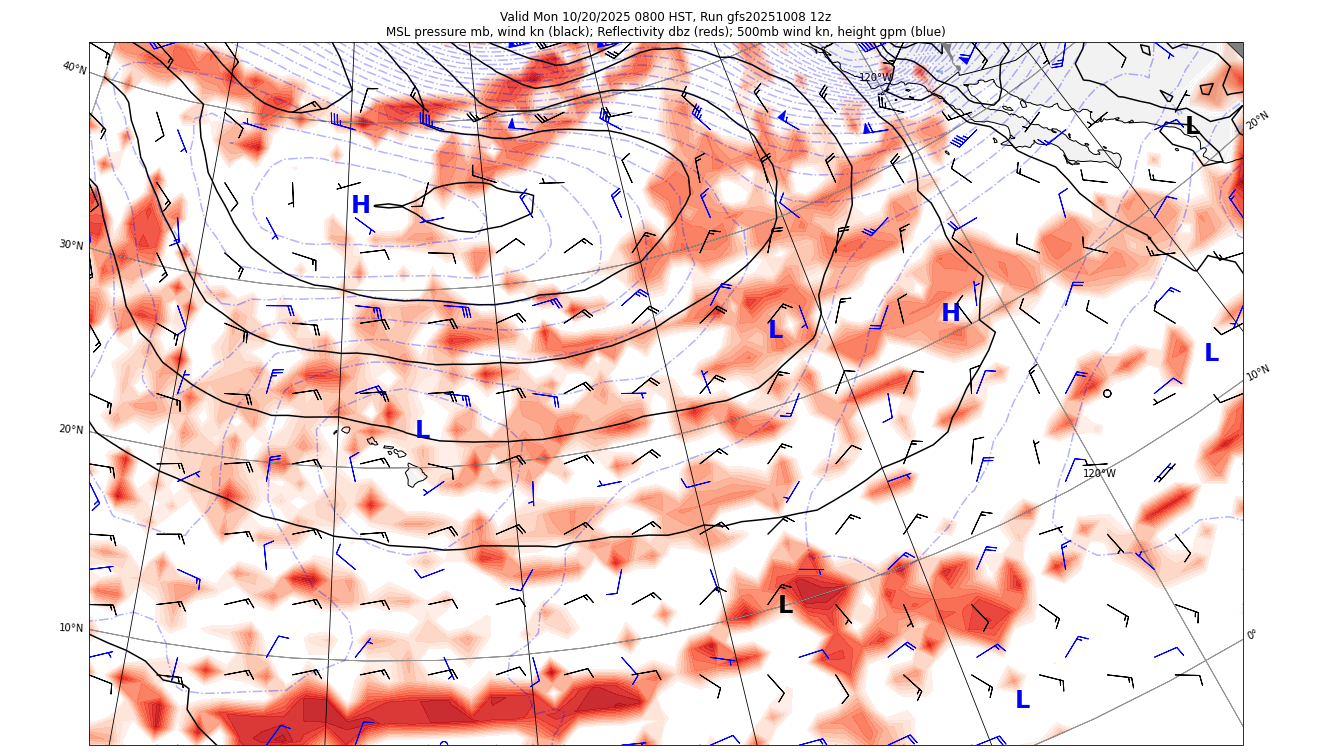 Valid Mon 10/20/2025 0800 HST, Run gfs20251008 12z
MSL pressure mb, wind kn (black); Reflectivity dbz (reds); 500mb wind kn, height gpm (blue)
40°N
120°W
L
20°N
H
30°N
H
L
L
10°N
20°N
L
120°W
L
10°N
0°
L